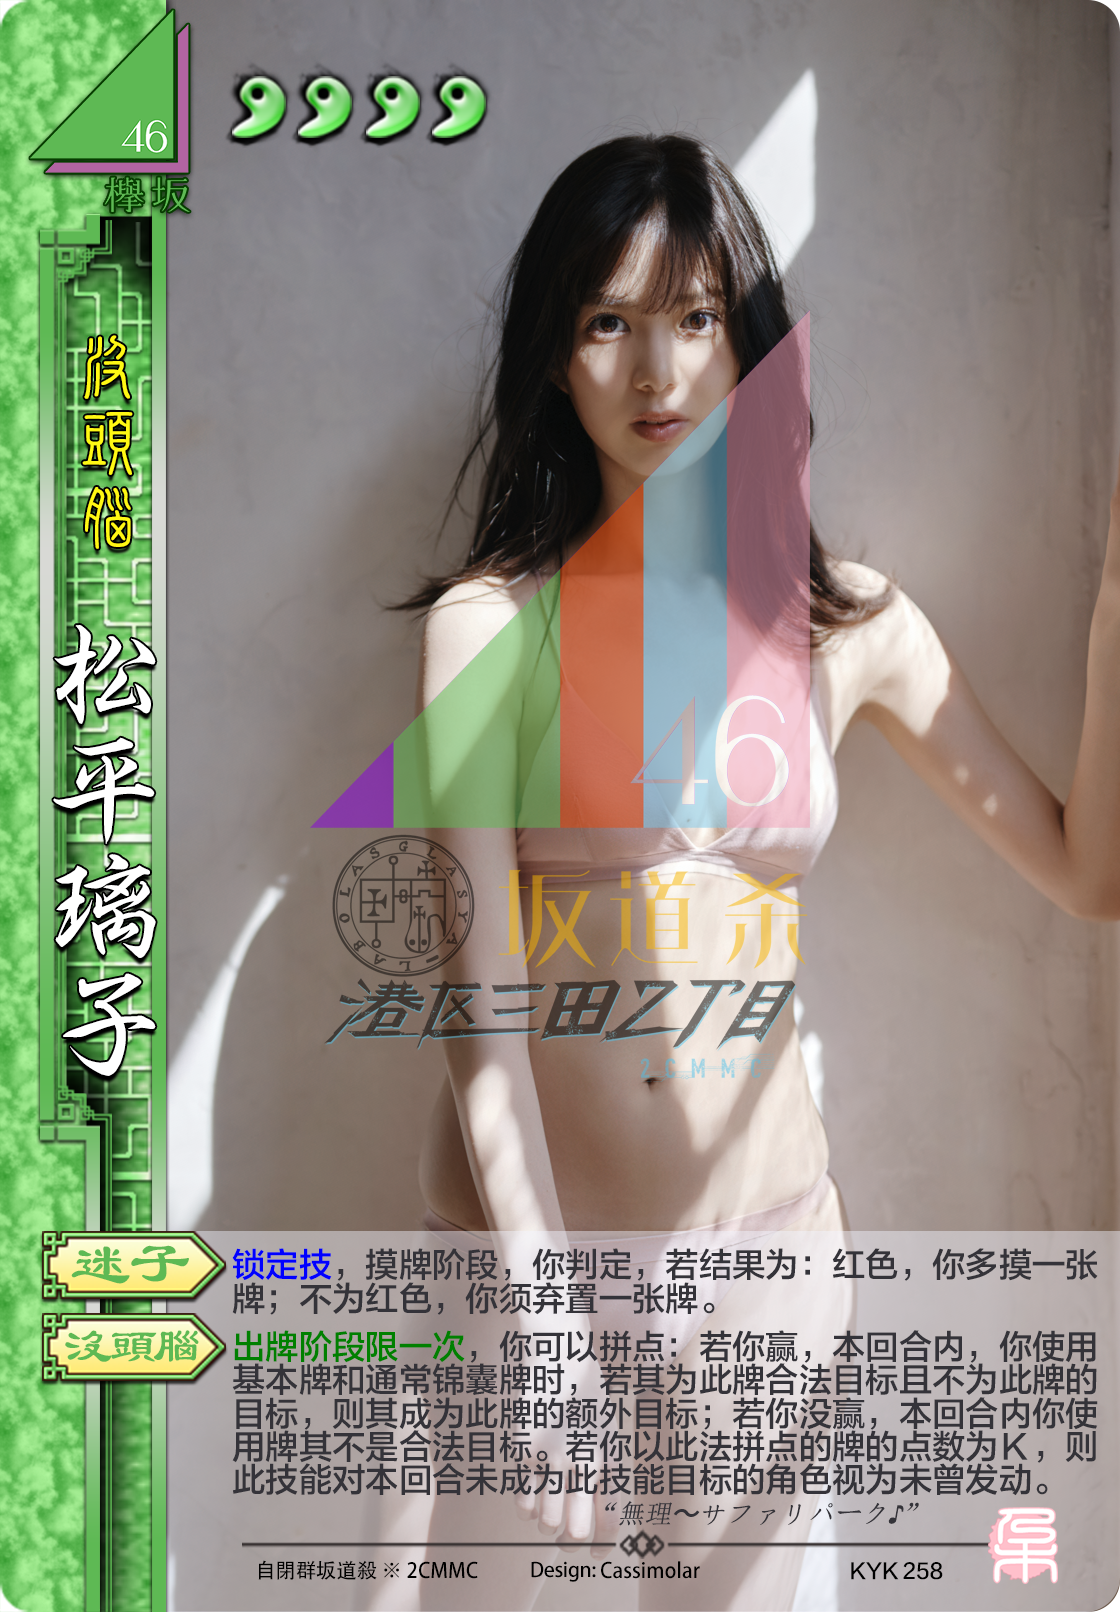 46
欅坂
沒頭腦
松平璃子
46
LABOLASGLASYA
坂道杀
港区三田2丁目
2CMMC
迷子
锁定技，摸牌阶段，你判定，若结果为：红色，你多摸一张
牌；不为红色，你须弃置一张牌。
沒頭腦
出牌阶段限一次，你可以拼点：若你赢，本回合内，你使用
基本牌和通常锦囊牌时，若其为此牌合法目标且不为此牌的
目标，则其成为此牌的额外目标；若你没赢，本回合内你使
用牌其不是合法目标。若你以此法拼点的牌的点数为K，则
此技能对本回合未成为此技能目标的角色视为未曾发动。
“無理～サファリパーク♪”
自閉群坂道殺 ※ 2CMMC
Design: Cassimolar
KYK 258